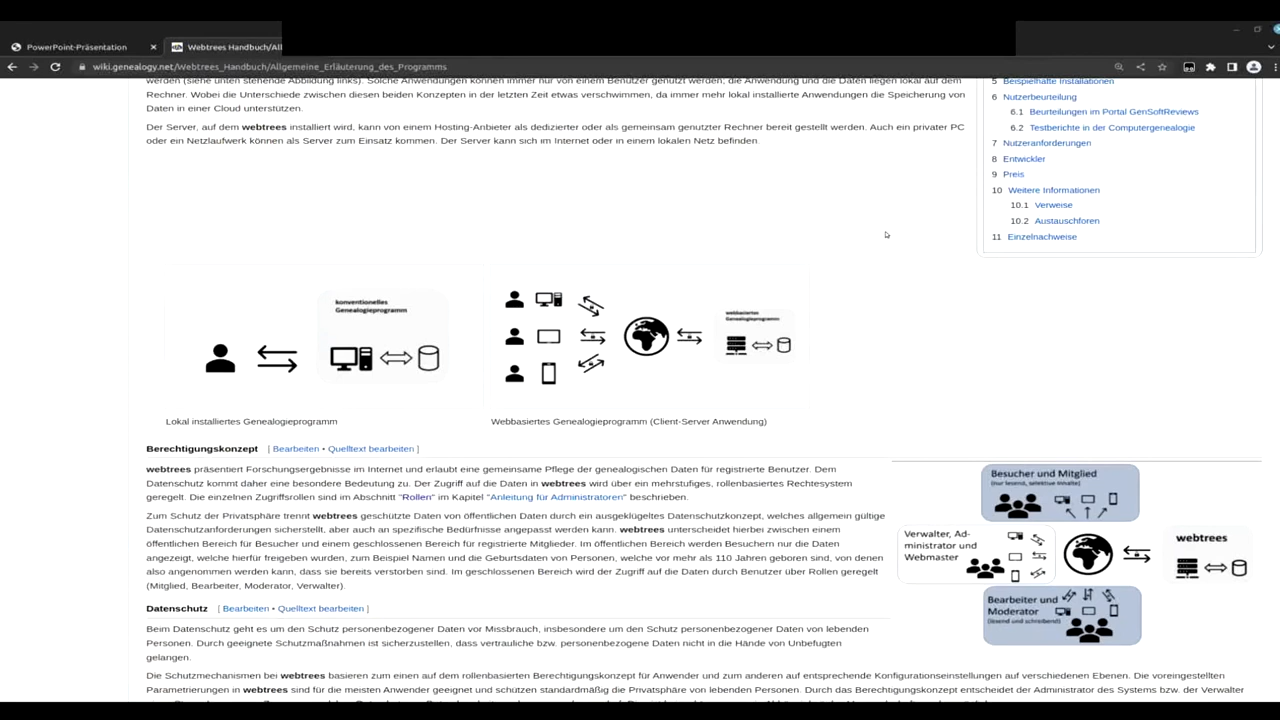 PowerPoint-Präsentation
Webtrees Handbuch/All
wiki.genealogy.net/Webtrees_Handbuch/Allgemeine_Erläuterung_des_Programms
werden (siehe unten stehende Abbildung links). Solche Anwendungen können immer nur von einem Benutzer genutzt werden; die Anwendung und die Daten liegen lokal auf dem
Rechner. Wobei die Unterschiede zwischen diesen beiden Konzepten in der letzten Zeit etwas verschwimmen, da immer mehr lokal installierte Anwendungen die Speicherung von
Daten in einer Cloud unterstützen.
Der Server, auf dem webtrees installiert wird, kann von einem Hosting-Anbieter als dedizierter oder als gemeinsam genutzter Rechner bereit gestellt werden. Auch ein privater PC
oder ein Netzlaufwerk können als Server zum Einsatz kommen. Der Server kann sich im Internet oder in einem lokalen Netz befinden.
5 Beispielhafte Installationen
6 Nutzerbeurteilung
6.1 Beurteilungen im Portal GenSoftReviews
6.2 Testberichte in der Computergenealogie
7 Nutzeranforderungen
8 Entwickler
9 Preis
10 Weitere Informationen
10.1 Verweise
10.2 Austauschforen
11 Einzelnachweise
konventionelles
Genealogieprogramm
webbasiertes
Genealogieprogramm
Lokal installiertes Genealogieprogramm
Webbasiertes Genealogieprogramm (Client-Server Anwendung)
Berechtigungskonzept [ Bearbeiten • Quelltext bearbeiten ]
webtrees präsentiert Forschungsergebnisse im Internet und erlaubt eine gemeinsame Pflege der genealogischen Daten für registrierte Benutzer. Dem
Datenschutz kommt daher eine besondere Bedeutung zu. Der Zugriff auf die Daten in webtrees wird über ein mehrstufiges, rollenbasiertes Rechtesystem
geregelt. Die einzelnen Zugriffsrollen sind im Abschnitt "Rollen" im Kapitel "Anleitung für Administratoren" beschrieben.
Zum Schutz der Privatsphäre trennt webtrees geschützte Daten von öffentlichen Daten durch ein ausgeklügeltes Datenschutzkonzept, welches allgemein gültige
Datenschutzanforderungen sicherstellt, aber auch an spezifische Bedürfnisse angepasst werden kann. webtrees unterscheidet hierbei zwischen einem
öffentlichen Bereich für Besucher und einem geschlossenen Bereich für registrierte Mitglieder. Im öffentlichen Bereich werden Besuchern nur die Daten
angezeigt, welche hierfür freigeben wurden, zum Beispiel Namen und die Geburtsdaten von Personen, welche vor mehr als 110 Jahren geboren sind, von denen
also angenommen werden kann, dass sie bereits verstorben sind. Im geschlossenen Bereich wird der Zugriff auf die Daten durch Benutzer über Rollen geregelt
(Mitglied, Bearbeiter, Moderator, Verwalter).
Besucher und Mitglied
(nur lesend, selektive Inhalte)
Verwalter, Ad-
ministrator und
Webmaster
webtrees
Bearbeiter und
Moderator
(lesend und schreibend)
Datenschutz [ Bearbeiten • Quelltext bearbeiten ]
Beim Datenschutz geht es um den Schutz personenbezogener Daten vor Missbrauch, insbesondere um den Schutz personenbezogener Daten von lebenden
Personen. Durch geeignete Schutzmaßnahmen ist sicherzustellen, dass vertrauliche bzw. personenbezogene Daten nicht in die Hände von Unbefugten
gelangen.
Die Schutzmechanismen bei webtrees basieren zum einen auf dem rollenbasierten Berechtigungskonzept für Anwender und zum anderen auf entsprechende Konfigurationseinstellungen auf verschiedenen Ebenen. Die voreingestellten
Parametrierungen in webtrees sind für die meisten Anwender geeignet und schützen standardmäßig die Privatsphäre von lebenden Personen. Durch das Berechtigungskonzept entscheidet der Administrator des Systems bzw. der Verwalter